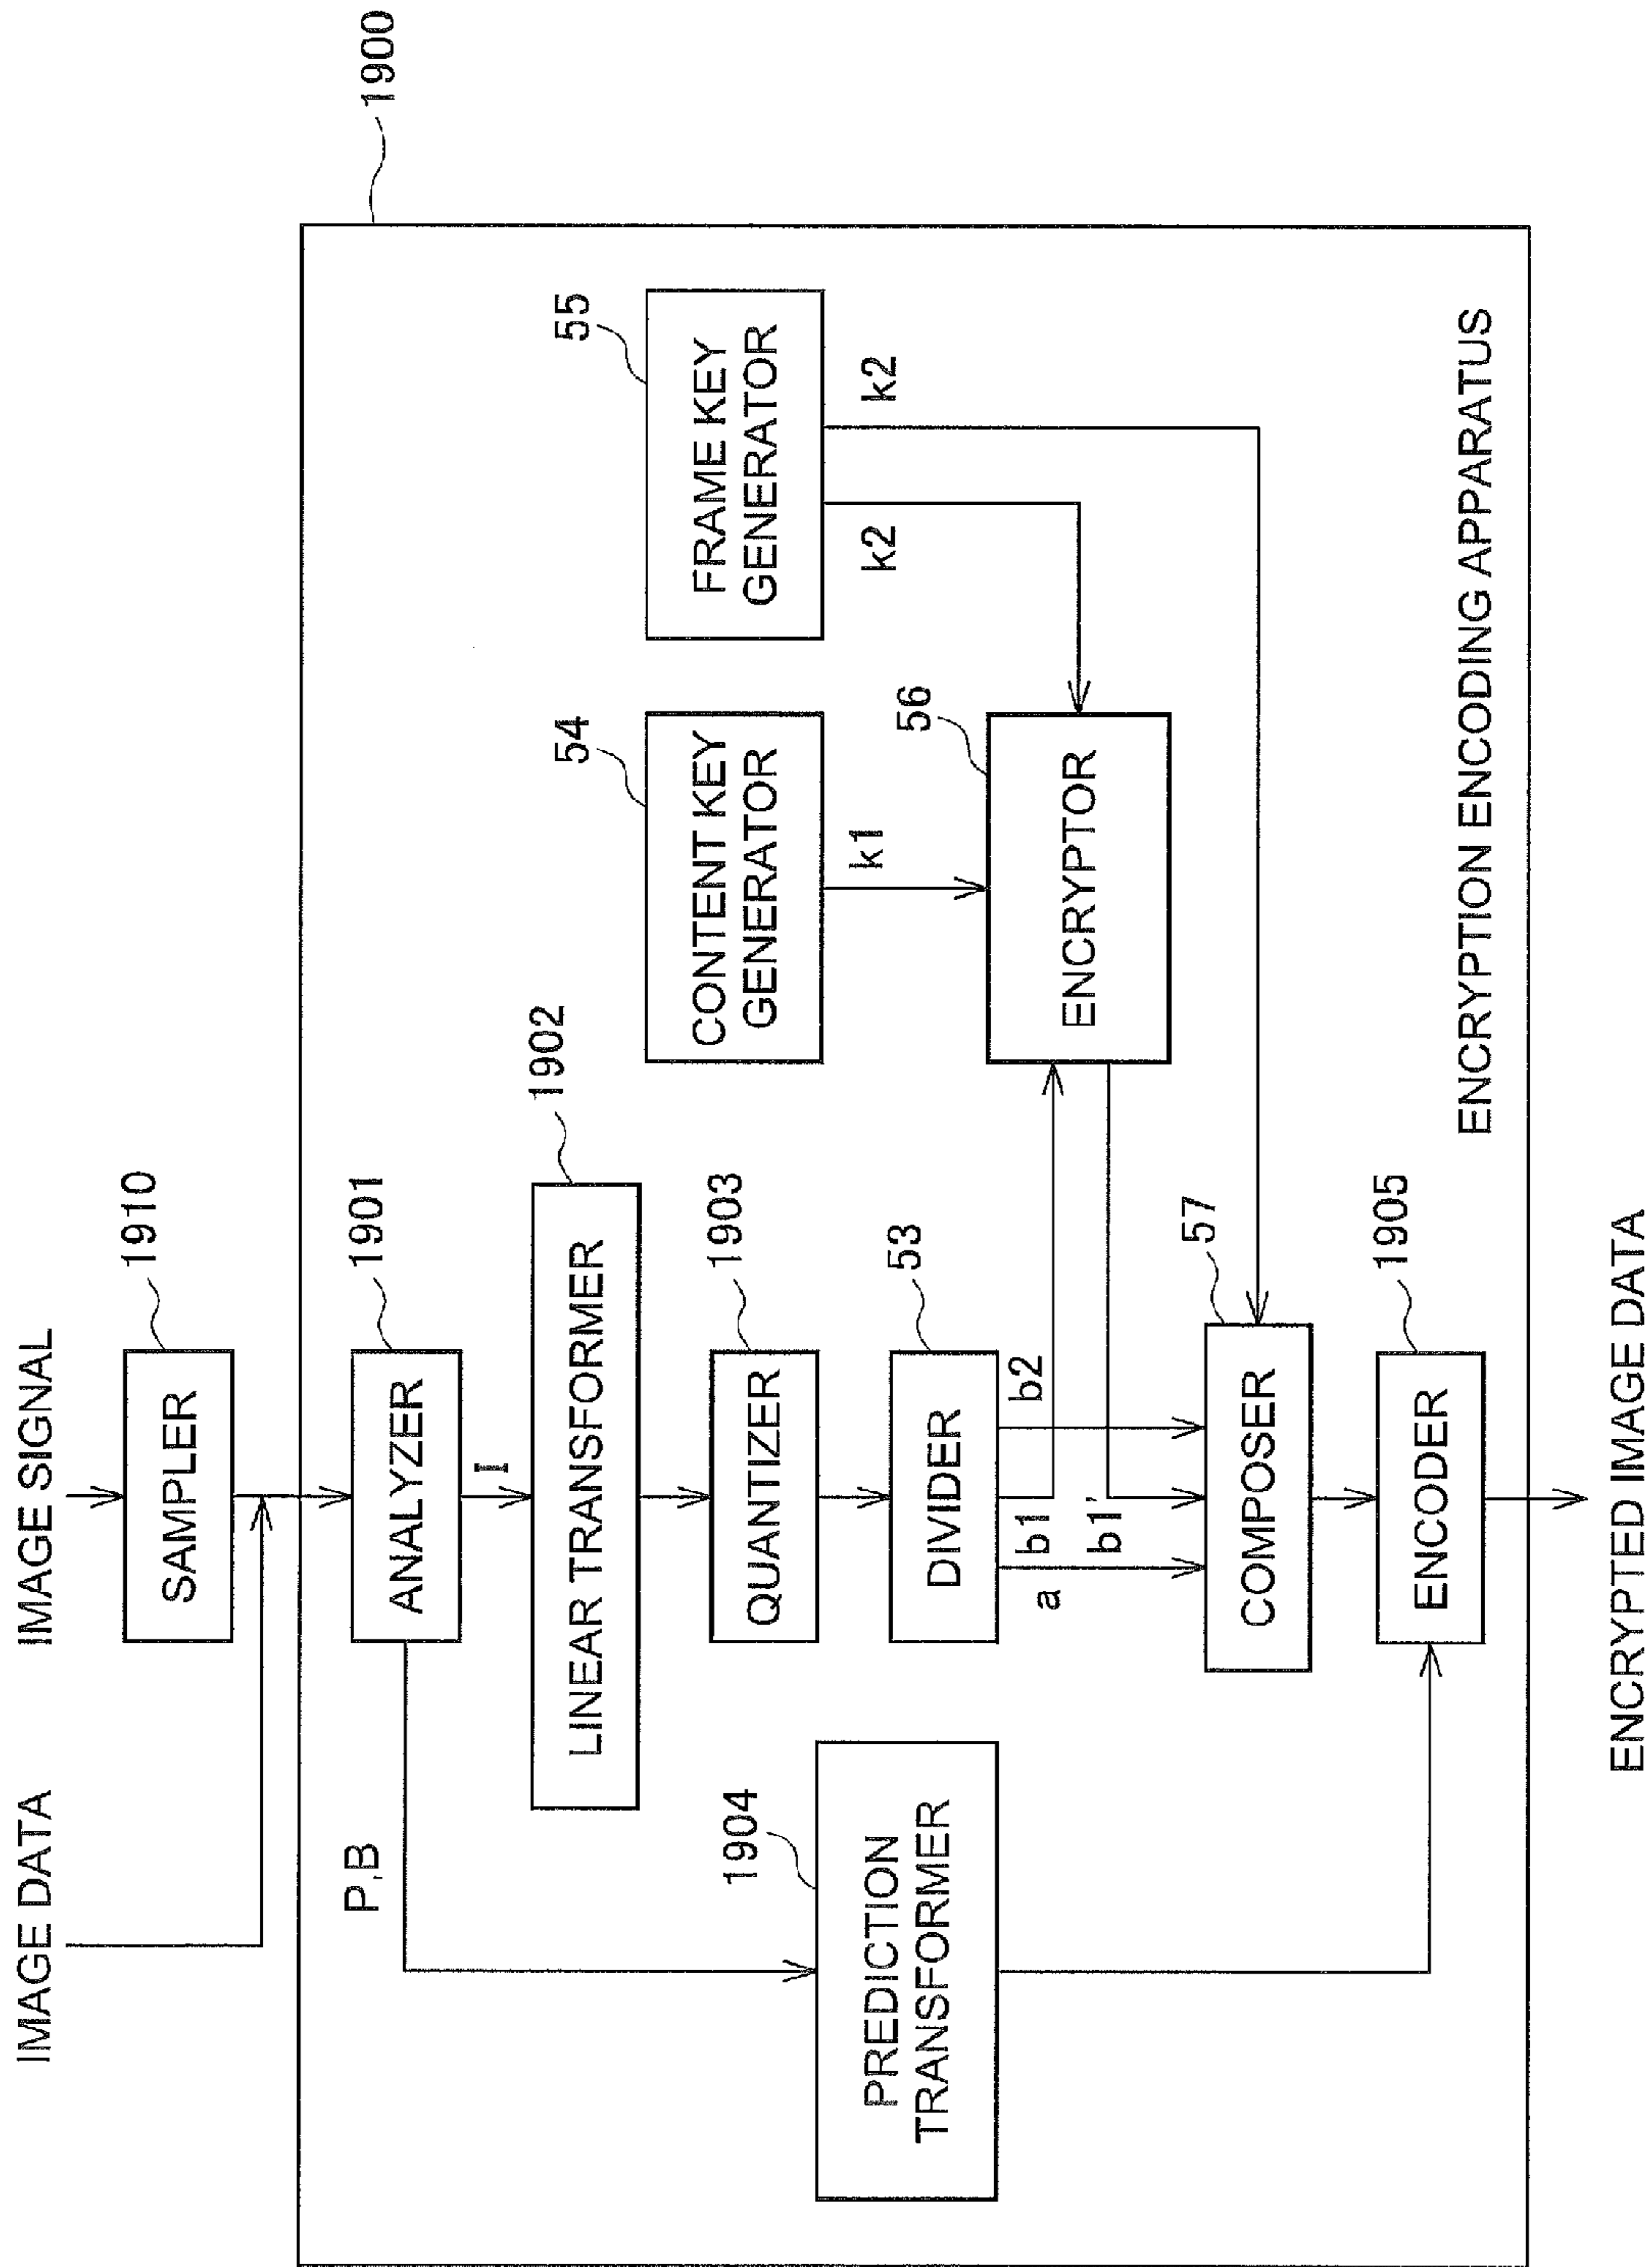 IMAGE DATA
IMAGE SIGNAL
SAMPLER
1910
1900
ANALYZER
1901
P,B
I
LINEAR TRANSFORMER
1902
QUANTIZER
1903
PREDICTION
TRANSFORMER
1904
DIVIDER
53
CONTENT KEY
GENERATOR
54
FRAME KEY
GENERATOR
55
a
b1
b2
b1'
k1
k2
k2
ENCRYPTOR
56
COMPOSER
57
ENCODER
1905
ENCRYPTION ENCODING APPARATUS
ENCRYPTED IMAGE DATA